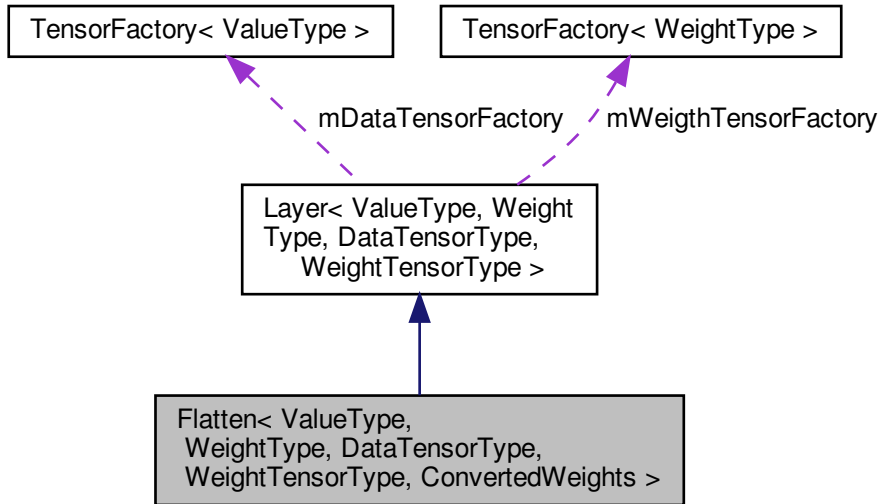 TensorFactory< ValueType >
TensorFactory< WeightType >
mDataTensorFactory
mWeigthTensorFactory
Layer< ValueType, Weight
Type, DataTensorType,
WeightTensorType >
Flatten< ValueType,
WeightType, DataTensorType,
WeightTensorType, ConvertedWeights >